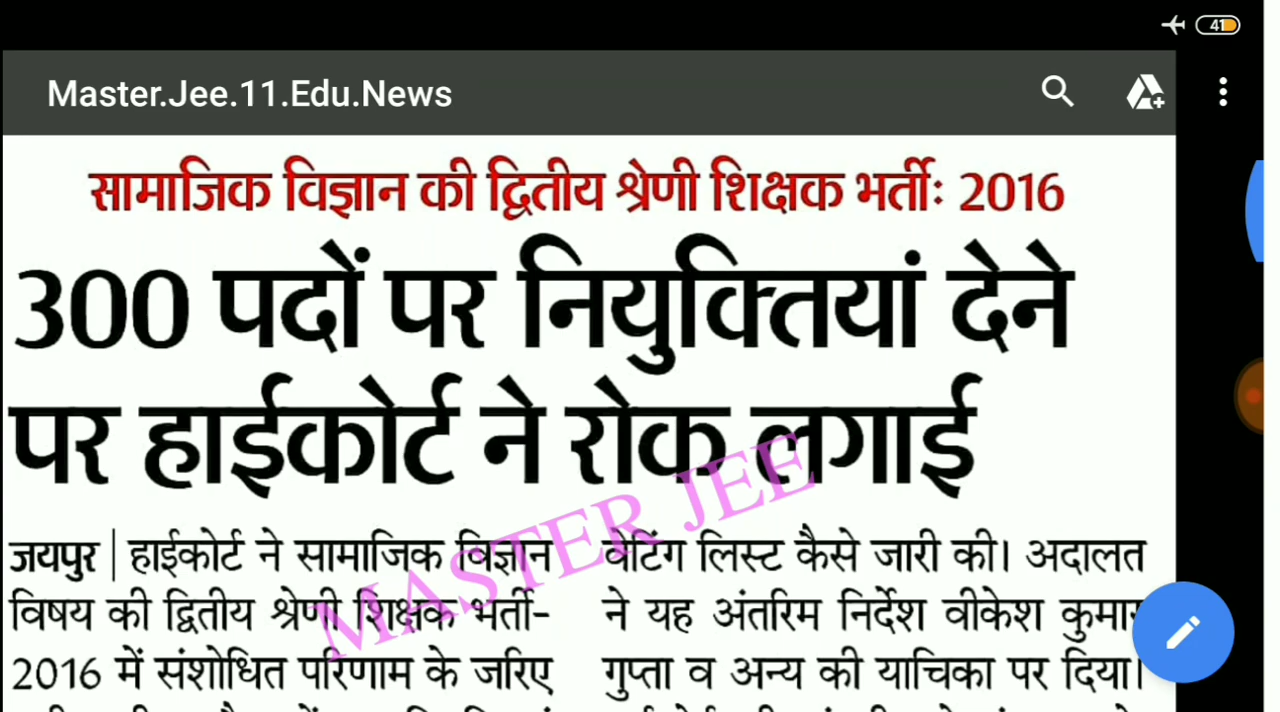 41
Master.Jee.11.Edu.News
सामाजिक विज्ञान की द्वितीय श्रेणी शिक्षक भर्तीः 2016
300 पदों पर नियुक्तियां देने
पर हाईकोर्ट ने रोक लगाई
MASTER JEE
जयपुर | हाईकोर्ट ने सामाजिक विज्ञान
विषय की द्वितीय श्रेणी शिक्षक भर्ती-
2016 में संशोधित परिणाम के जरिए
वेटिंग लिस्ट कैसे जारी की। अदालत
ने यह अंतरिम निर्देश वीकेश कुमार
गुप्ता व अन्य की याचिका पर दिया।